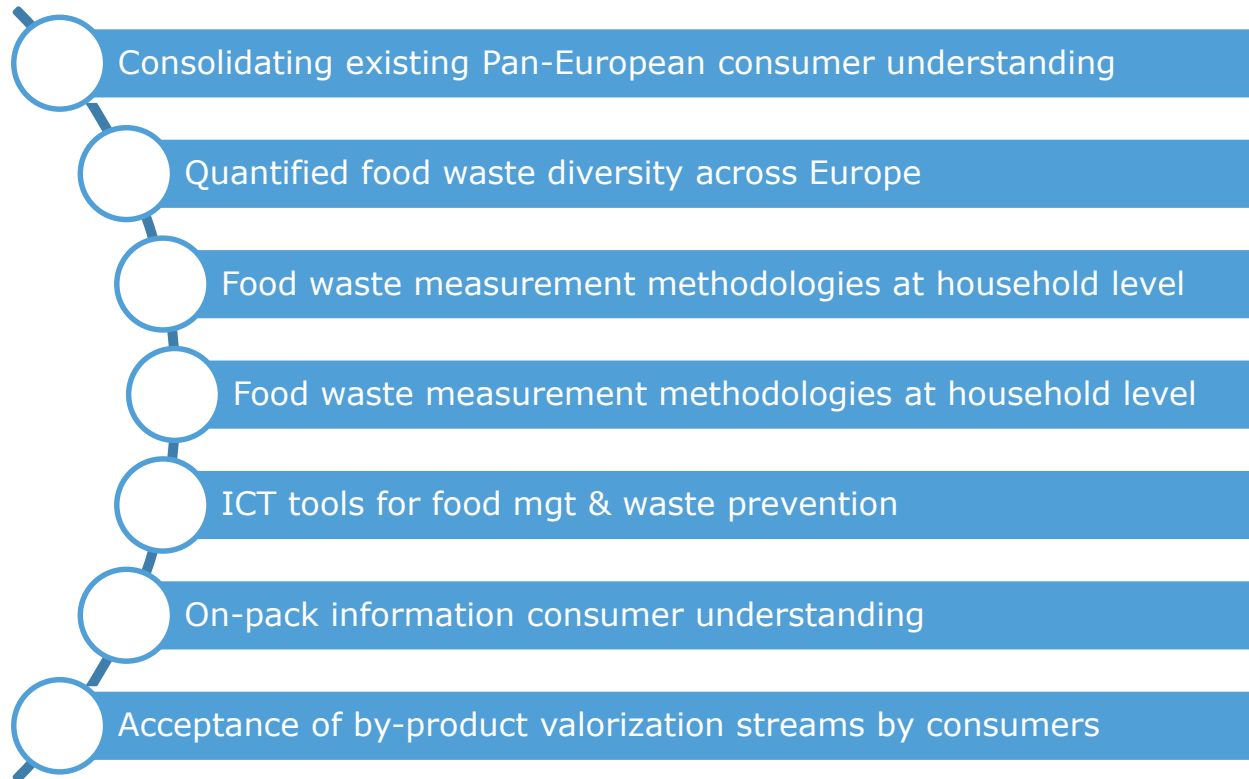 Consolidating existing Pan-European consumer understanding
Quantified food waste diversity across Europe
Food waste measurement methodologies at household level
Food waste measurement methodologies at household level
ICT tools for food mgt & waste prevention
On-pack information consumer understanding
Acceptance of by-product valorization streams by consumers